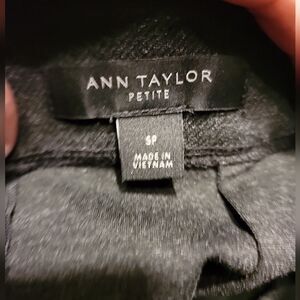 ANN TAYLOR
PETITE
SP
MADE IN
VIETNAM